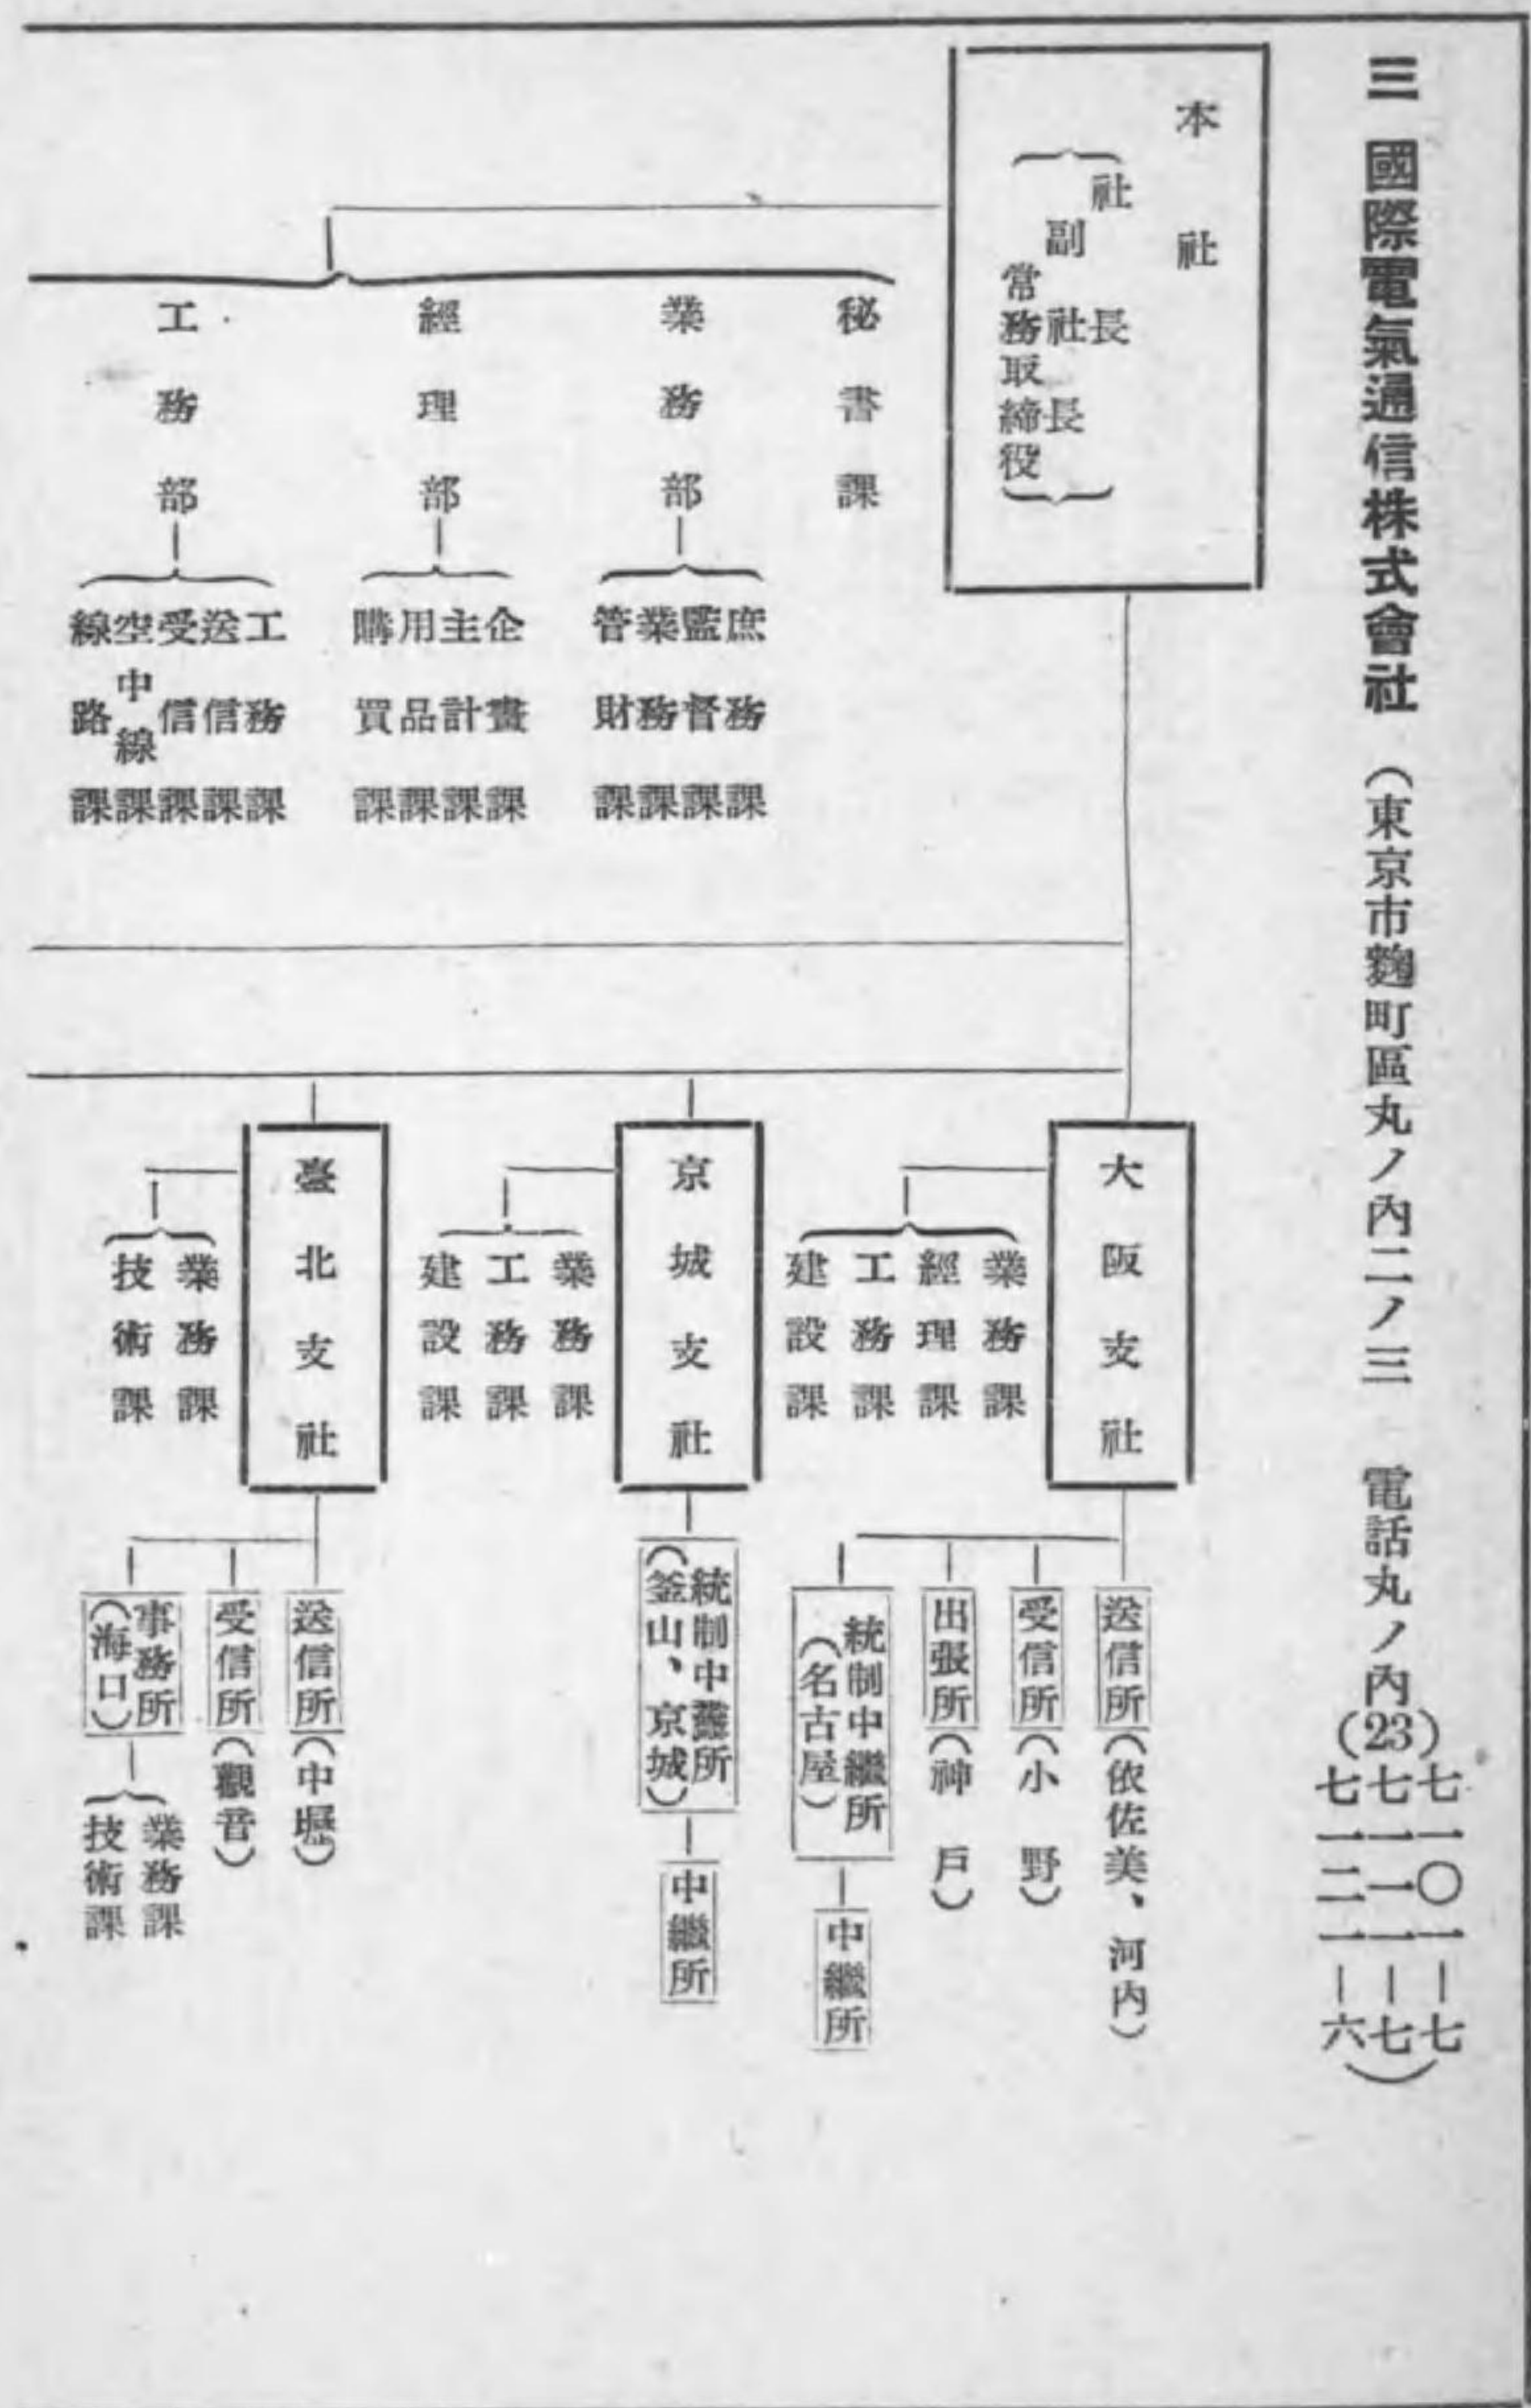 三 國際電氣通信株式會社 (東京市麴町區丸ノ內二ノ三 電話丸ノ內(23)
七一〇一—七
七一一一—七
七一二一—六)
本社
社長
副社長
常務取締役
秘書課
業務部
庶務課
監督課
業務課
管財課
經理部
企畫課
主計課
用品課
購買課
工務部
工務課
送信課
受信課
空中線課
線路課
大阪支社
業務課
經理課
工務課
建設課
送信所(依佐美、河內)
受信所(小野)
出張所(神戶)
統制中繼所
(名古屋)
中繼所
京城支社
業務課
工務課
建設課
統制中繼所
(釜山、京城)
中繼所
臺北支社
業務課
技術課
送信所(中壢)
受信所(觀音)
事務所
(海口)
業務課
技術課